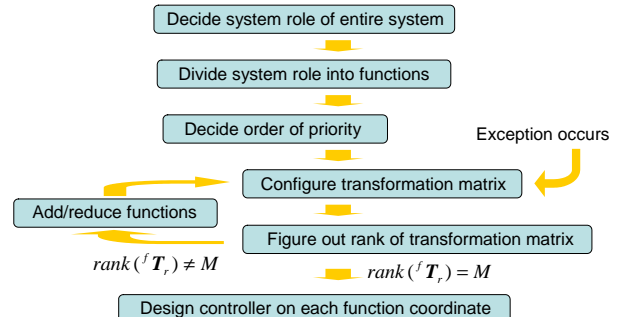 Decide system role of entire system
Divide system role into functions
Decide order of priority
Exception occurs
Configure transformation matrix
Add/reduce functions
Figure out rank of transformation matrix
rank(ᶠTᵣ) ≠ M
rank(ᶠTᵣ) = M
Design controller on each function coordinate